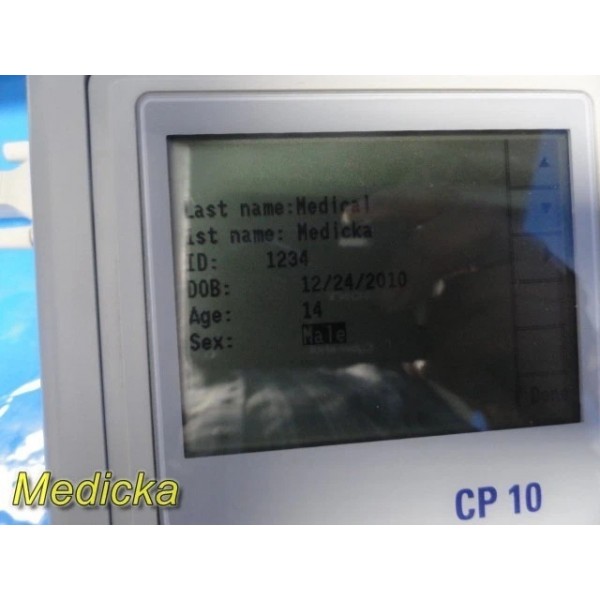 Last name:Medical
1st name: Medicka
ID: 1234
DOB: 12/24/2010
Age: 14
Sex: Male
Medicka
CP 10